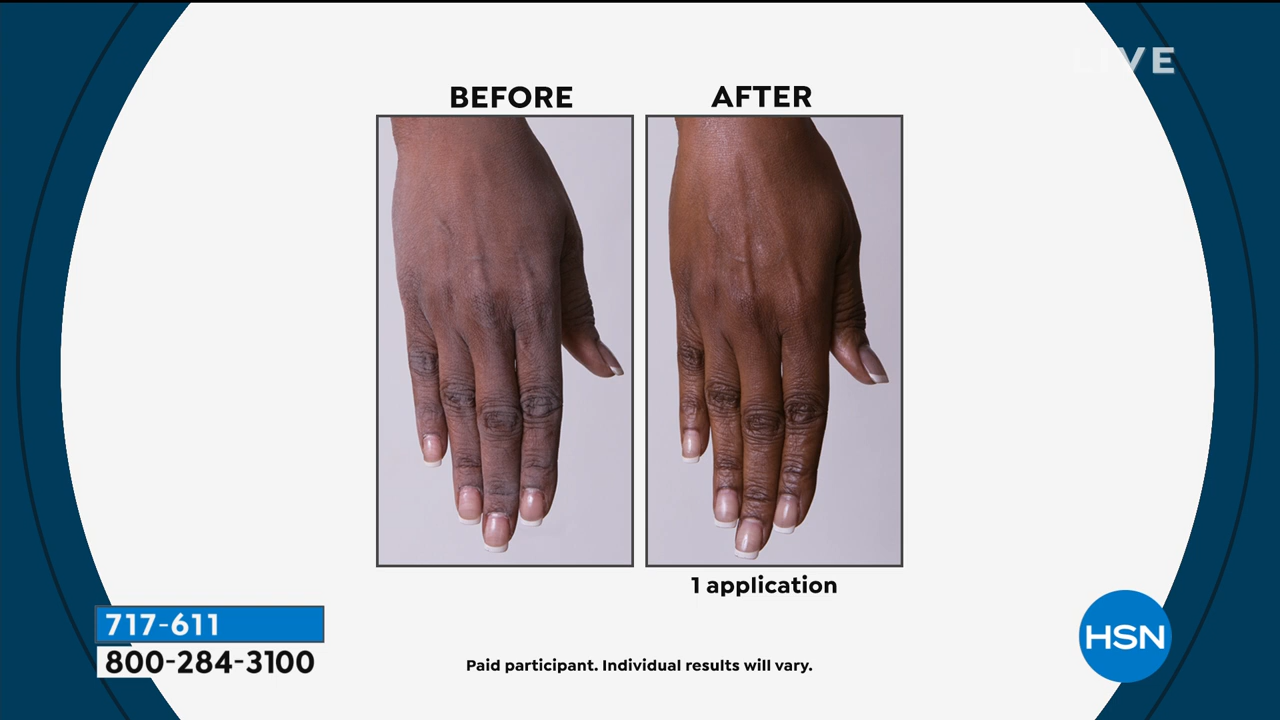 LIVE
BEFORE
AFTER
1 application
717-611
800-284-3100
Paid participant. Individual results will vary.
HSN